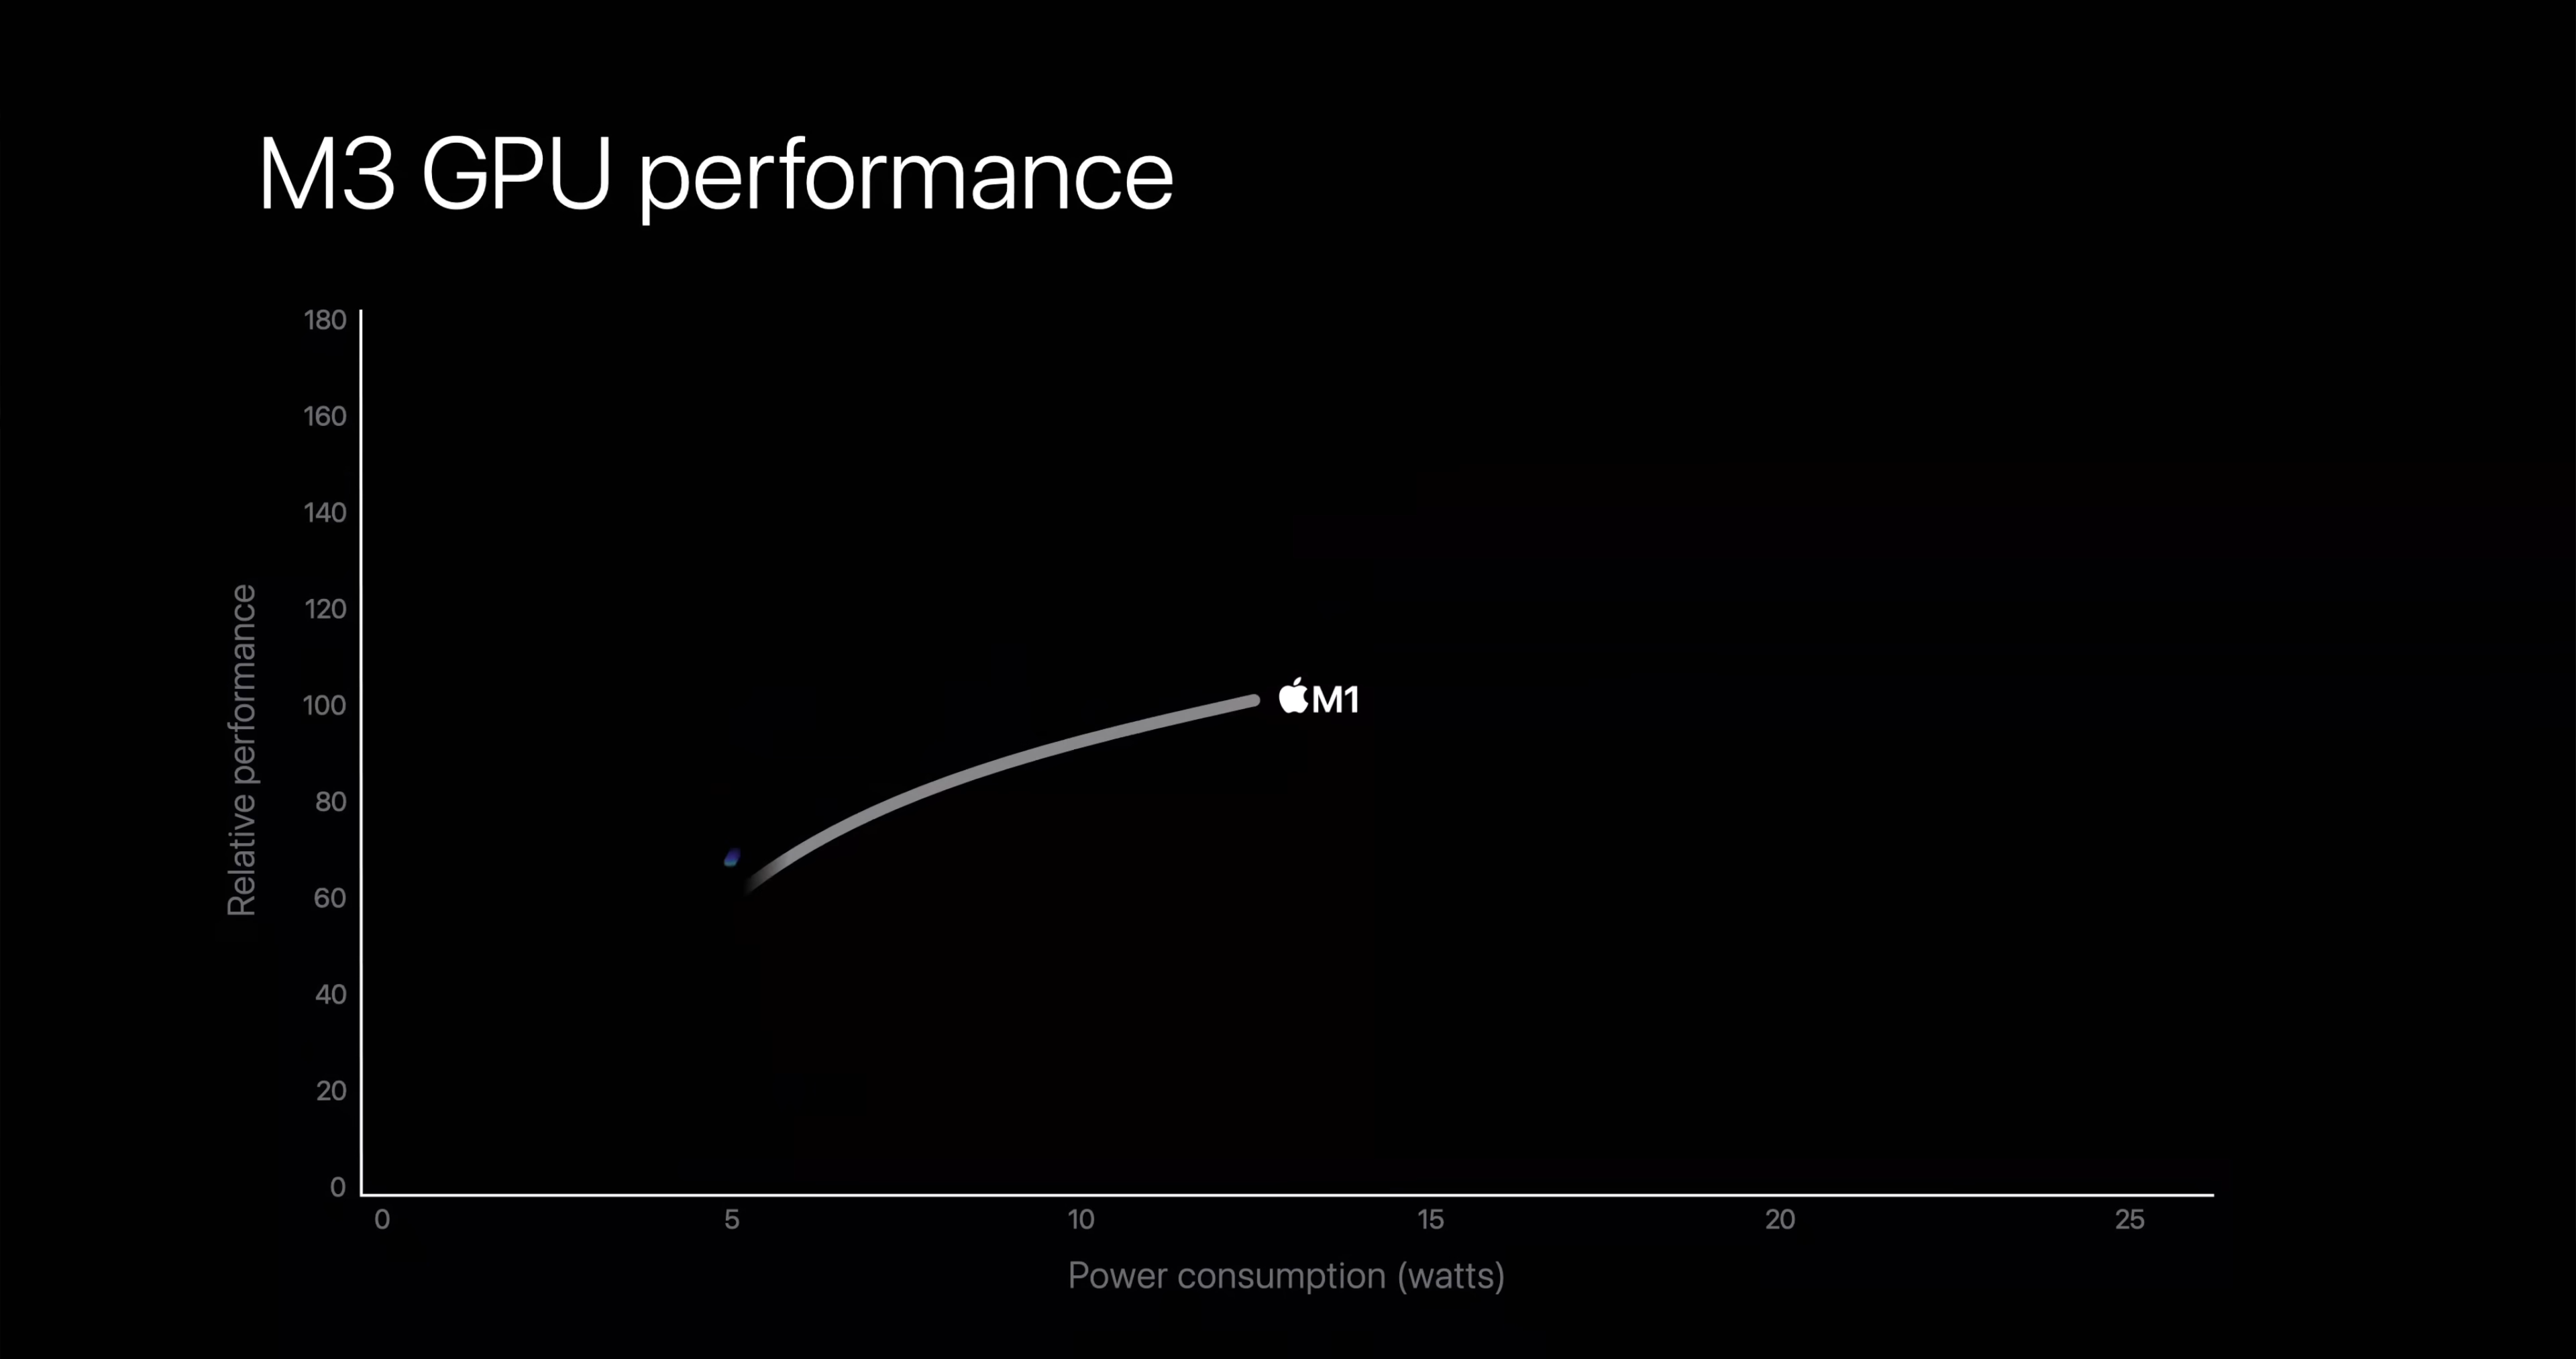 M3 GPU performance
180
160
140
120
100
80
60
40
20
0
Relative performance
M1
0 5 10 15 20 25
Power consumption (watts)